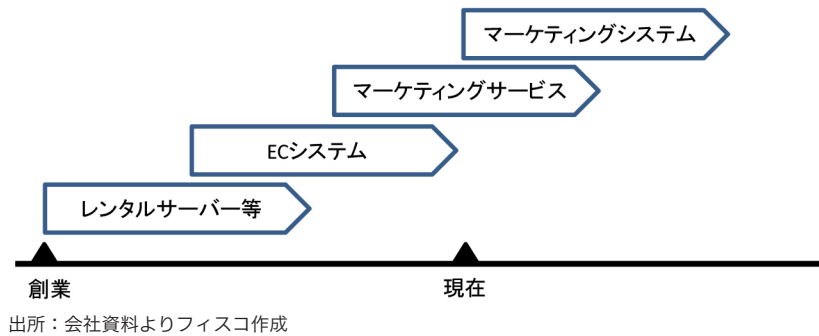 マーケティングシステム
マーケティングサービス
ECシステム
レンタルサーバー等
創業
現在
出所：会社資料よりフィスコ作成